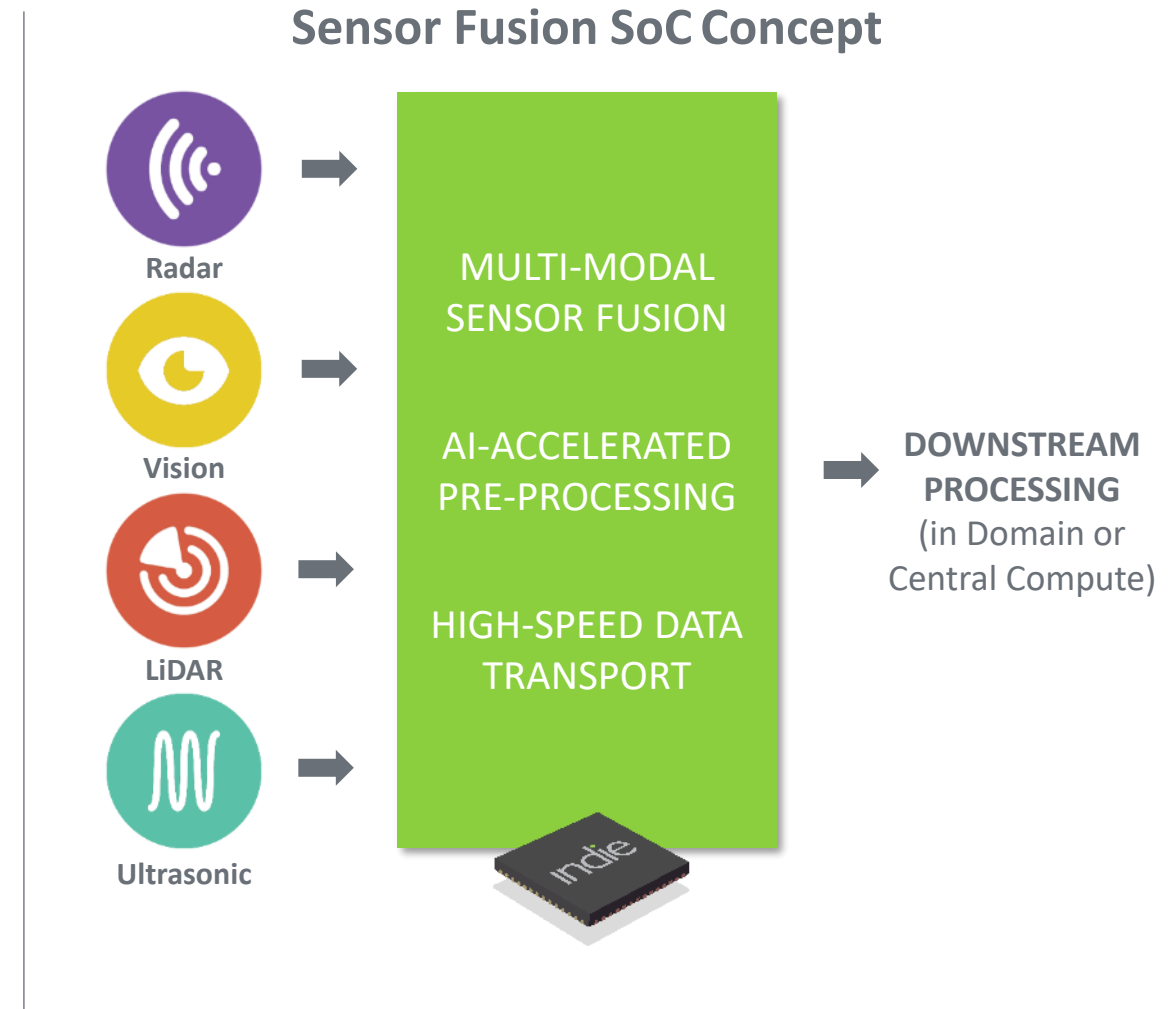 Sensor Fusion SoC Concept
Radar
Vision
LiDAR
Ultrasonic
MULTI-MODAL
SENSOR FUSION
AI-ACCELERATED
PRE-PROCESSING
HIGH-SPEED DATA
TRANSPORT
indie
DOWNSTREAM
PROCESSING
(in Domain or
Central Compute)